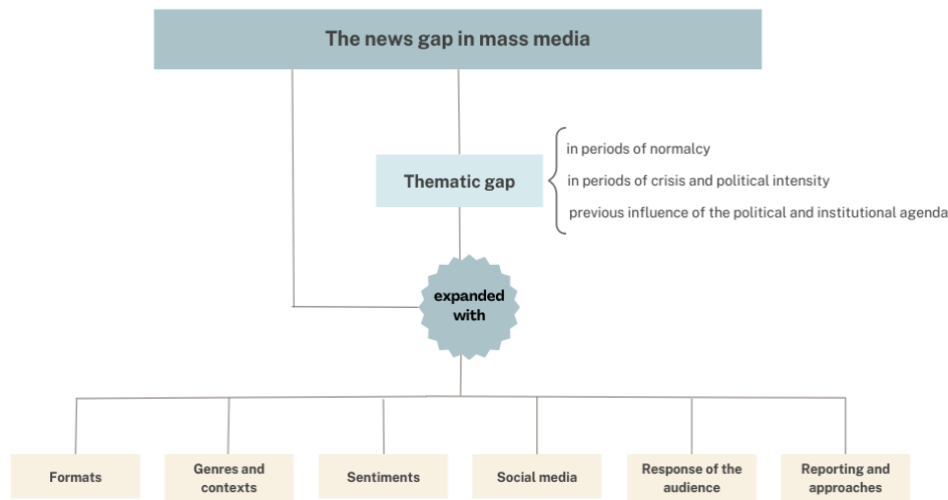 The news gap in mass media
in periods of normalcy
Thematic gap
in periods of crisis and political intensity
previous influence of the political and institutional agenda
expanded
with
Formats
Genres and
contexts
Sentiments
Social media
Response of the
audience
Reporting and
approaches